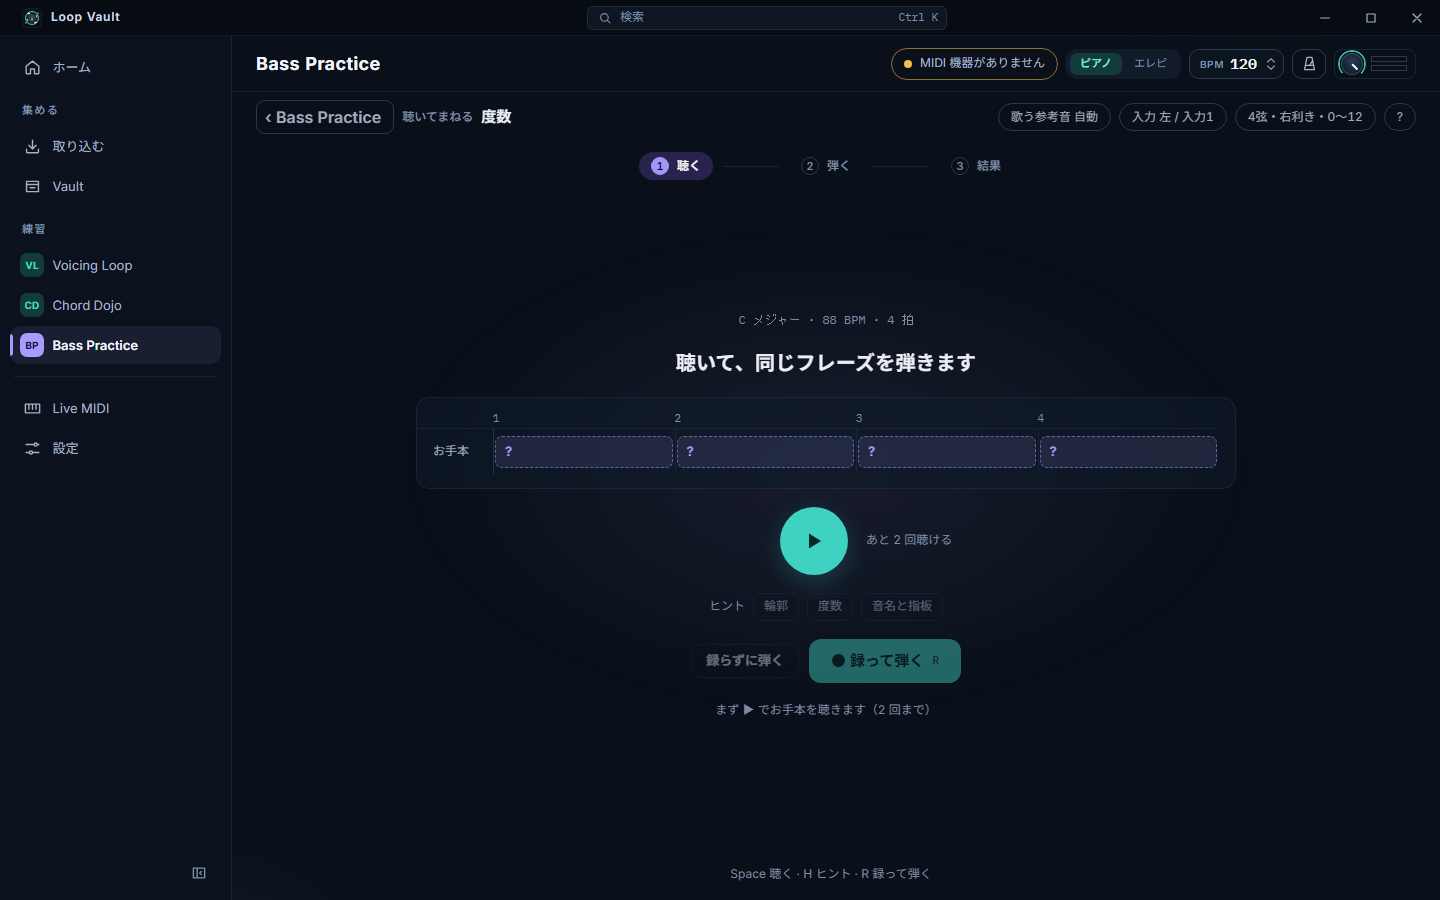 Loop Vault
検索
Ctrl K
ホーム
集める
取り込む
Vault
練習
VL Voicing Loop
CD Chord Dojo
BP Bass Practice
Live MIDI
設定
Bass Practice
MIDI 機器がありません
ピアノ エレピ
BPM 120
‹ Bass Practice 聴いてまねる 度数
歌う参考音 自動
入力 左 / 入力1
4弦・右利き・0〜12
?
1 聴く
2 弾く
3 結果
C メジャー · 88 BPM · 4 拍
聴いて、同じフレーズを弾きます
1 2 3 4
お手本 ? ? ? ?
あと 2 回聴ける
ヒント 輪郭 度数 音名と指板
録らずに弾く
録って弾く R
まず ▶ でお手本を聴きます（2 回まで）
Space 聴く · H ヒント · R 録って弾く